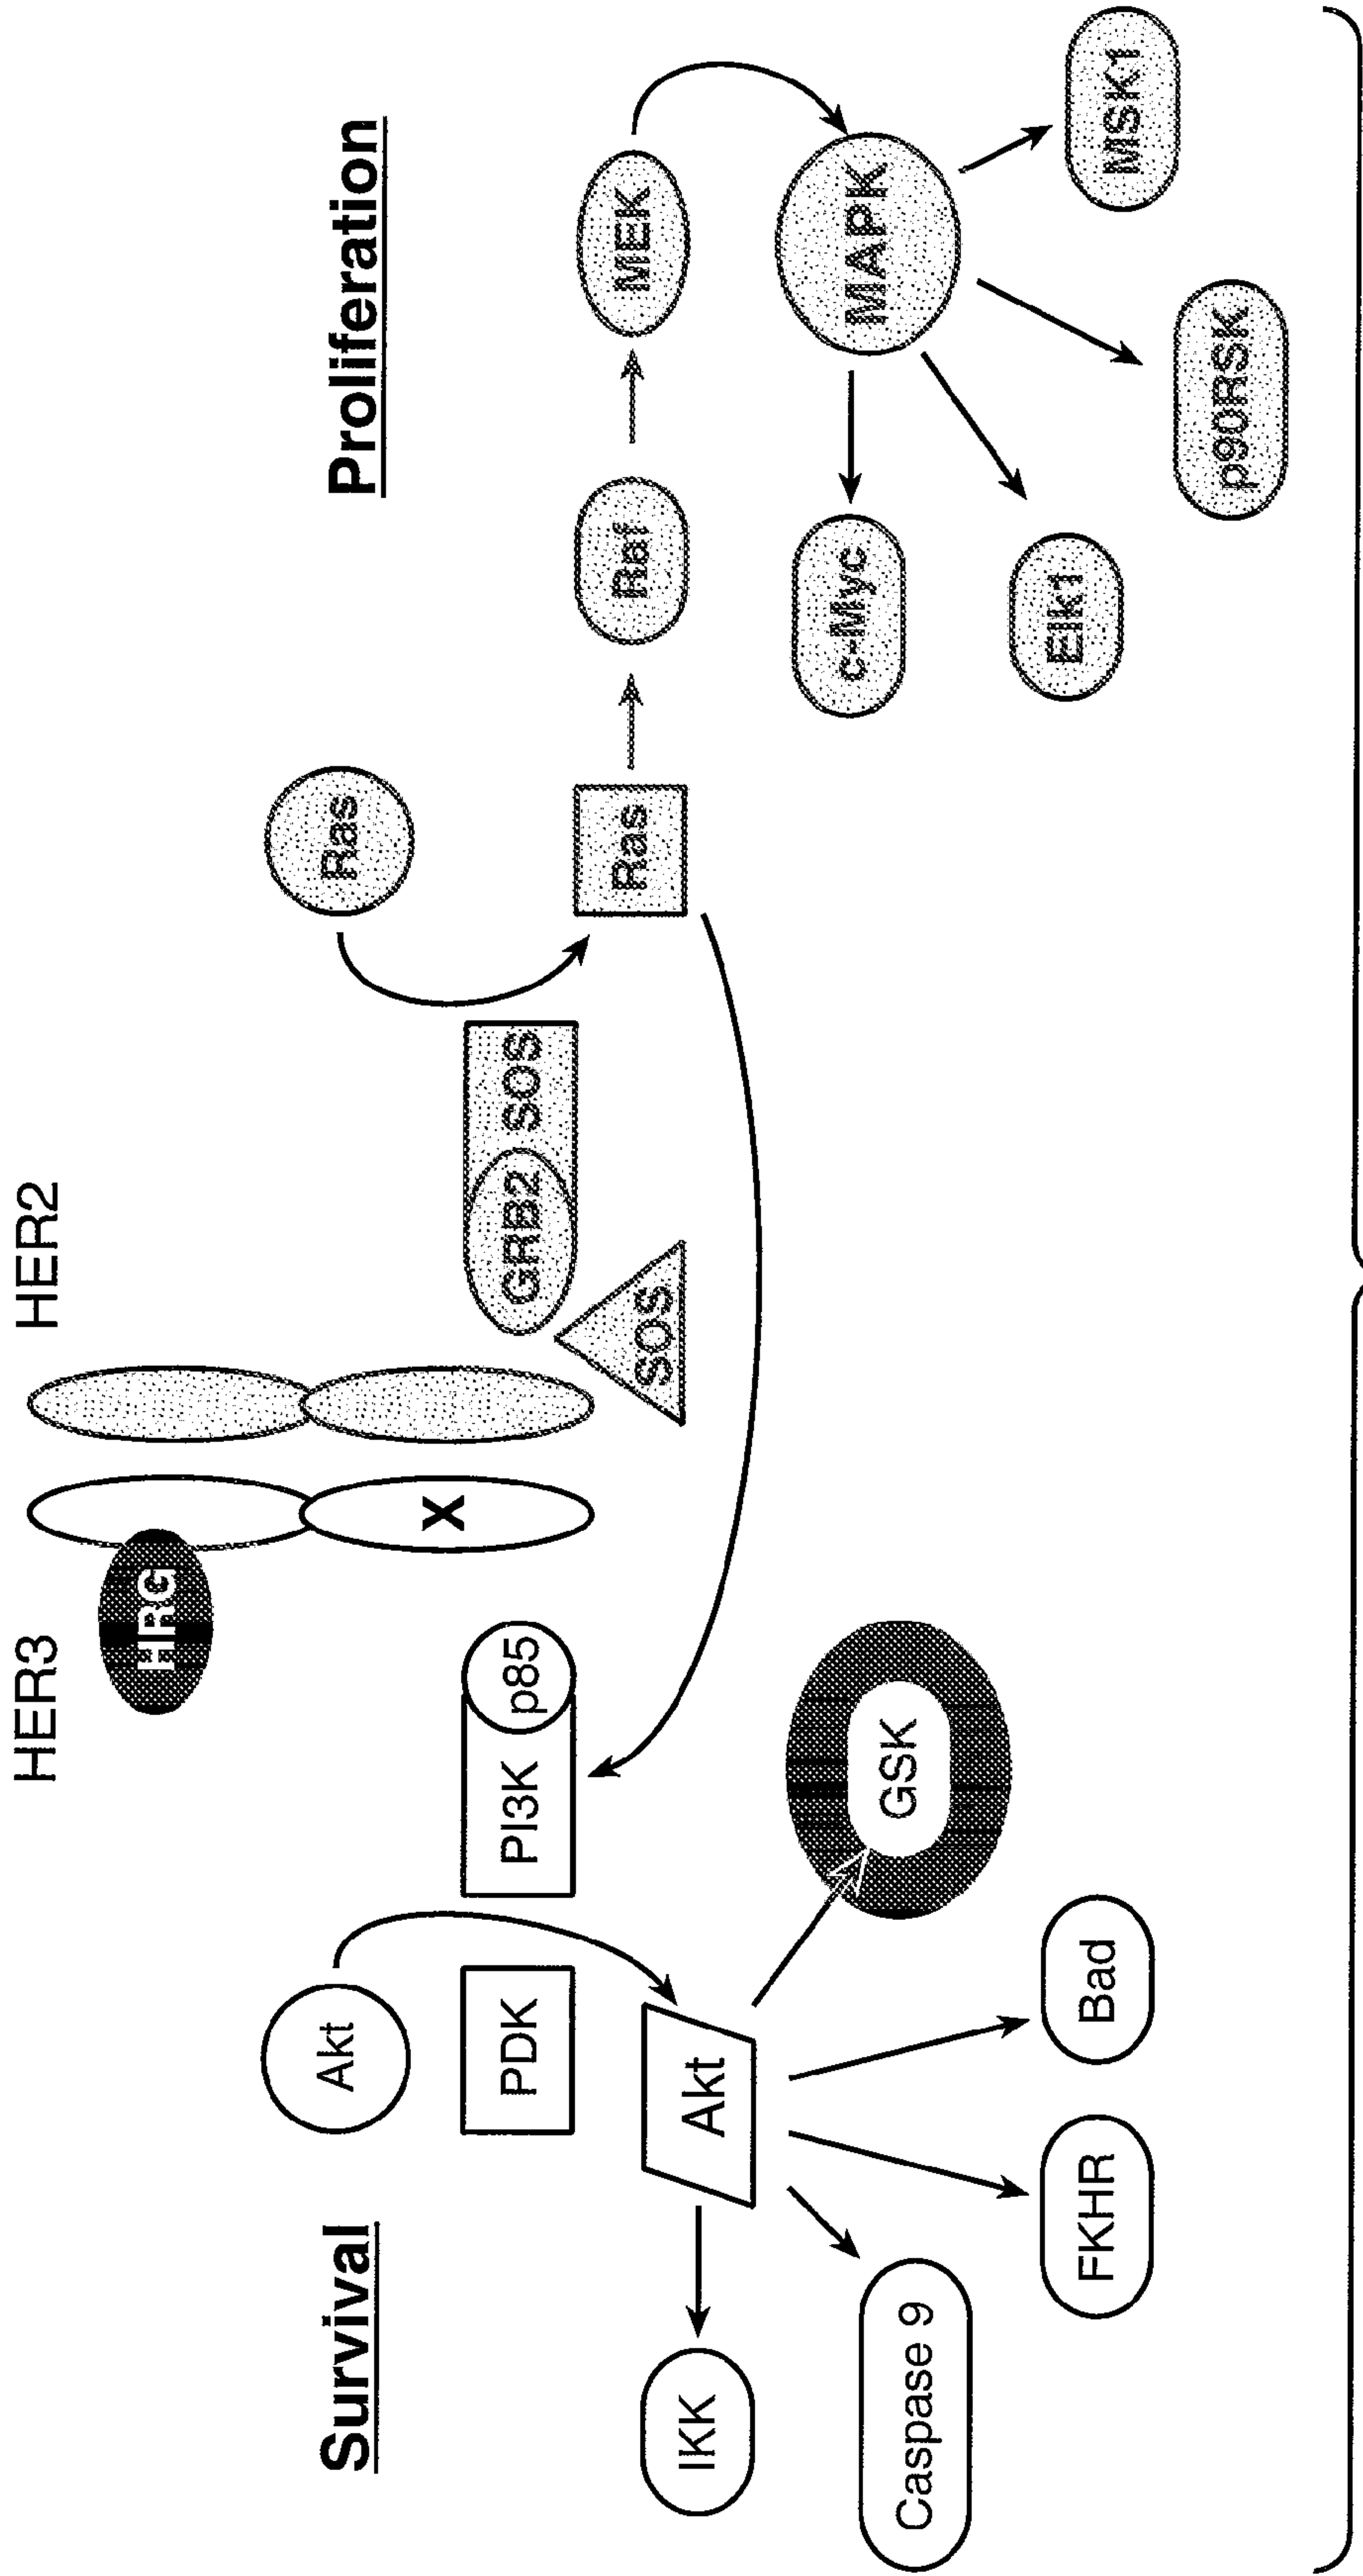 HER3
HER2
HRG
X
Survival
Proliferation
Akt
Ras
PDK
PI3K
p85
GRB2
SOS
SOS
Akt
Ras
Raf
MEK
IKK
GSK
c-Myc
MAPK
Caspase 9
FKHR
Bad
Elk1
MSK1
p90RSK